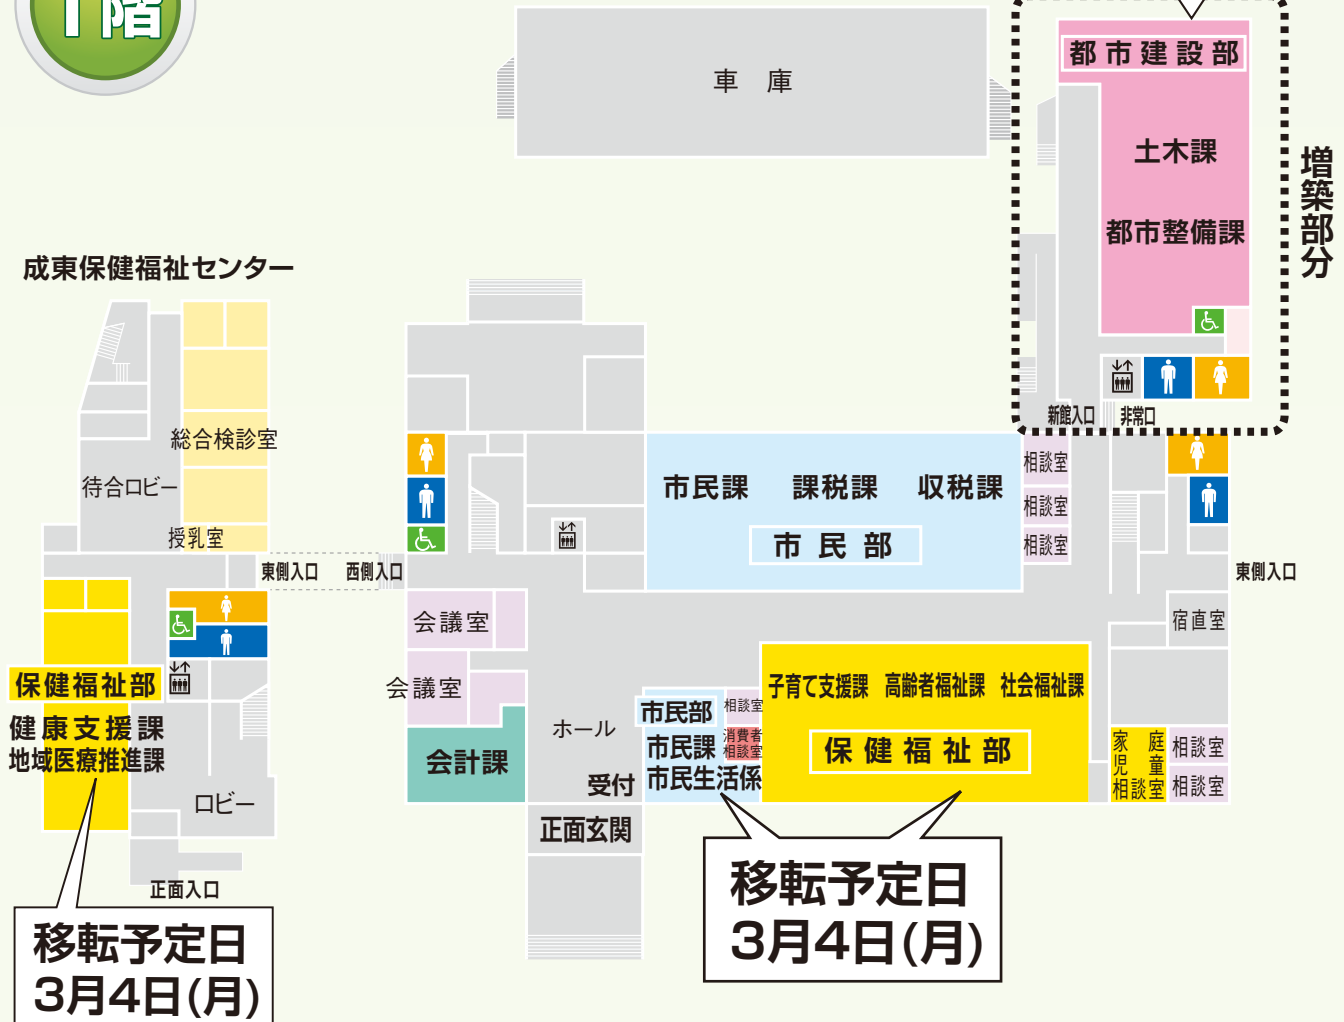 1階
車庫
都市建設部
土木課
都市整備課
増築部分
新館入口
非常口
成東保健福祉センター
総合検診室
待合ロビー
授乳室
東側入口
西側入口
保健福祉部
健康支援課
地域医療推進課
ロビー
正面入口
移転予定日
3月4日(月)
市民課 課税課 収税課
市民部
相談室
相談室
相談室
東側入口
宿直室
会議室
会議室
会計課
ホール
受付
正面玄関
市民部
市民課
市民生活係
相談室
消費者
相談室
子育て支援課 高齢者福祉課 社会福祉課
保健福祉部
家庭
児童
相談室
相談室
相談室
移転予定日
3月4日(月)